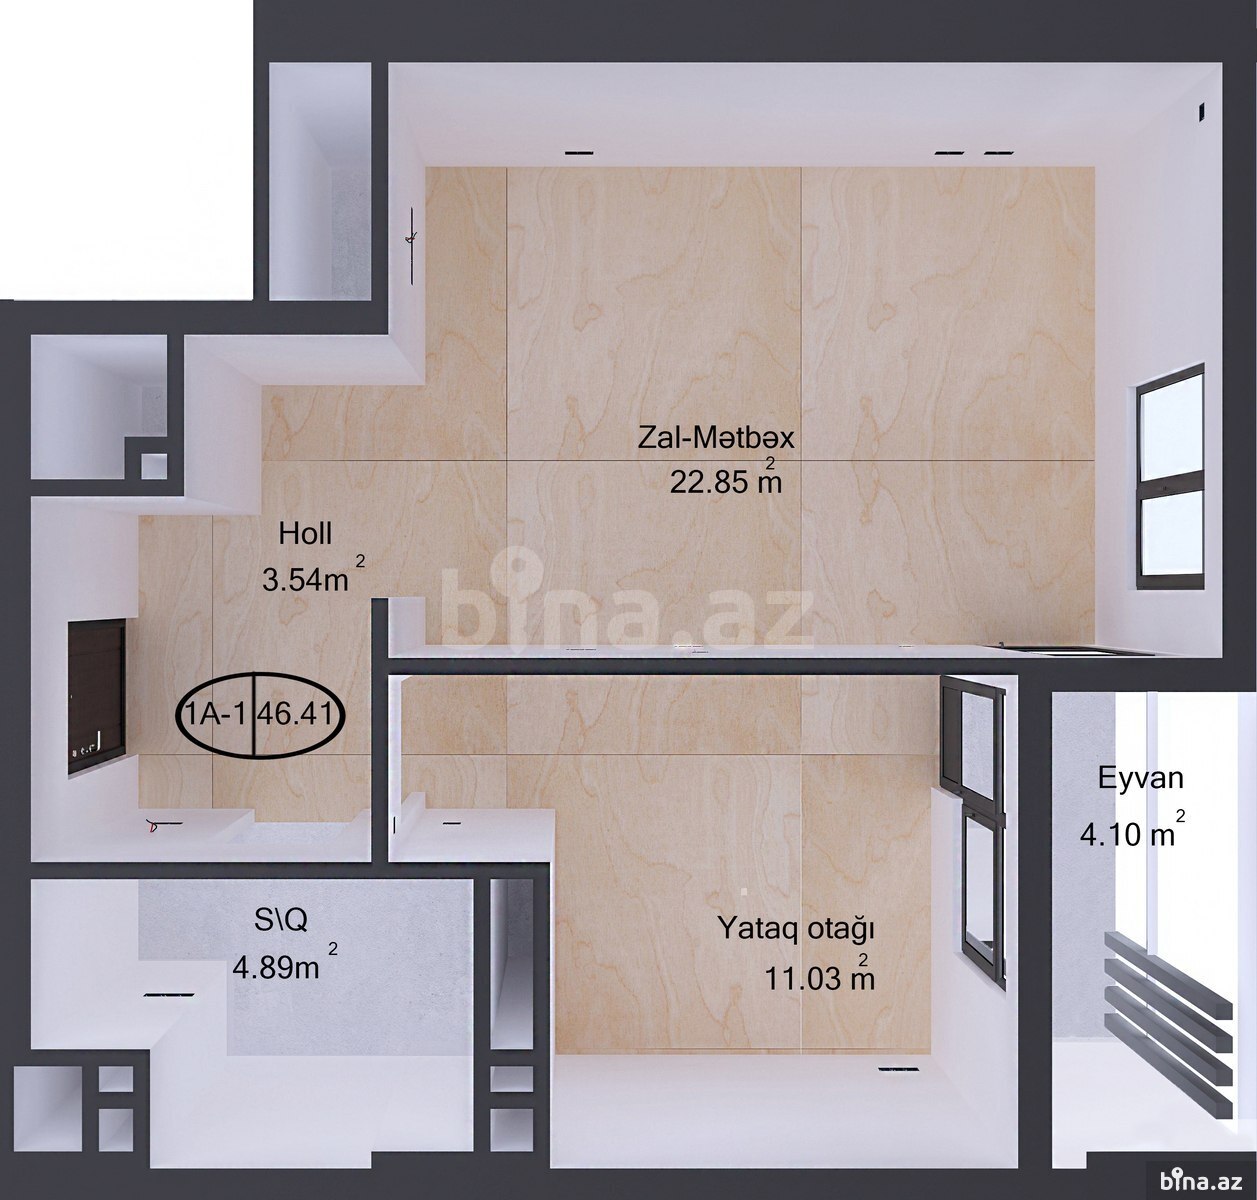 Zal-Mətbəx
22.85 m²
Holl
3.54m²
bina.az
1A-1 46.41
Eyvan
4.10 m²
S\Q
4.89m²
Yataq otağı
11.03 m²
bina.az